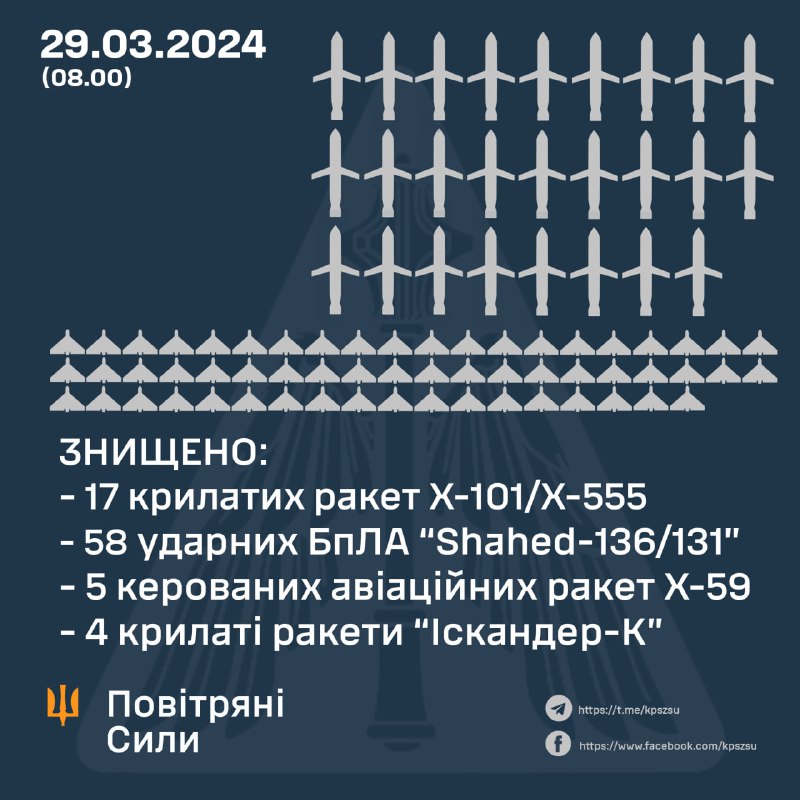 29.03.2024
(08.00)
ЗНИЩЕНО:
- 17 крилатих ракет Х-101/Х-555
- 58 ударних БпЛА “Shahed-136/131”
- 5 керованих авіаційних ракет Х-59
- 4 крилаті ракети “Іскандер-К”
Повітряні
Сили
https://t.me/kpszsu
https://www.facebook.com/kpszsu